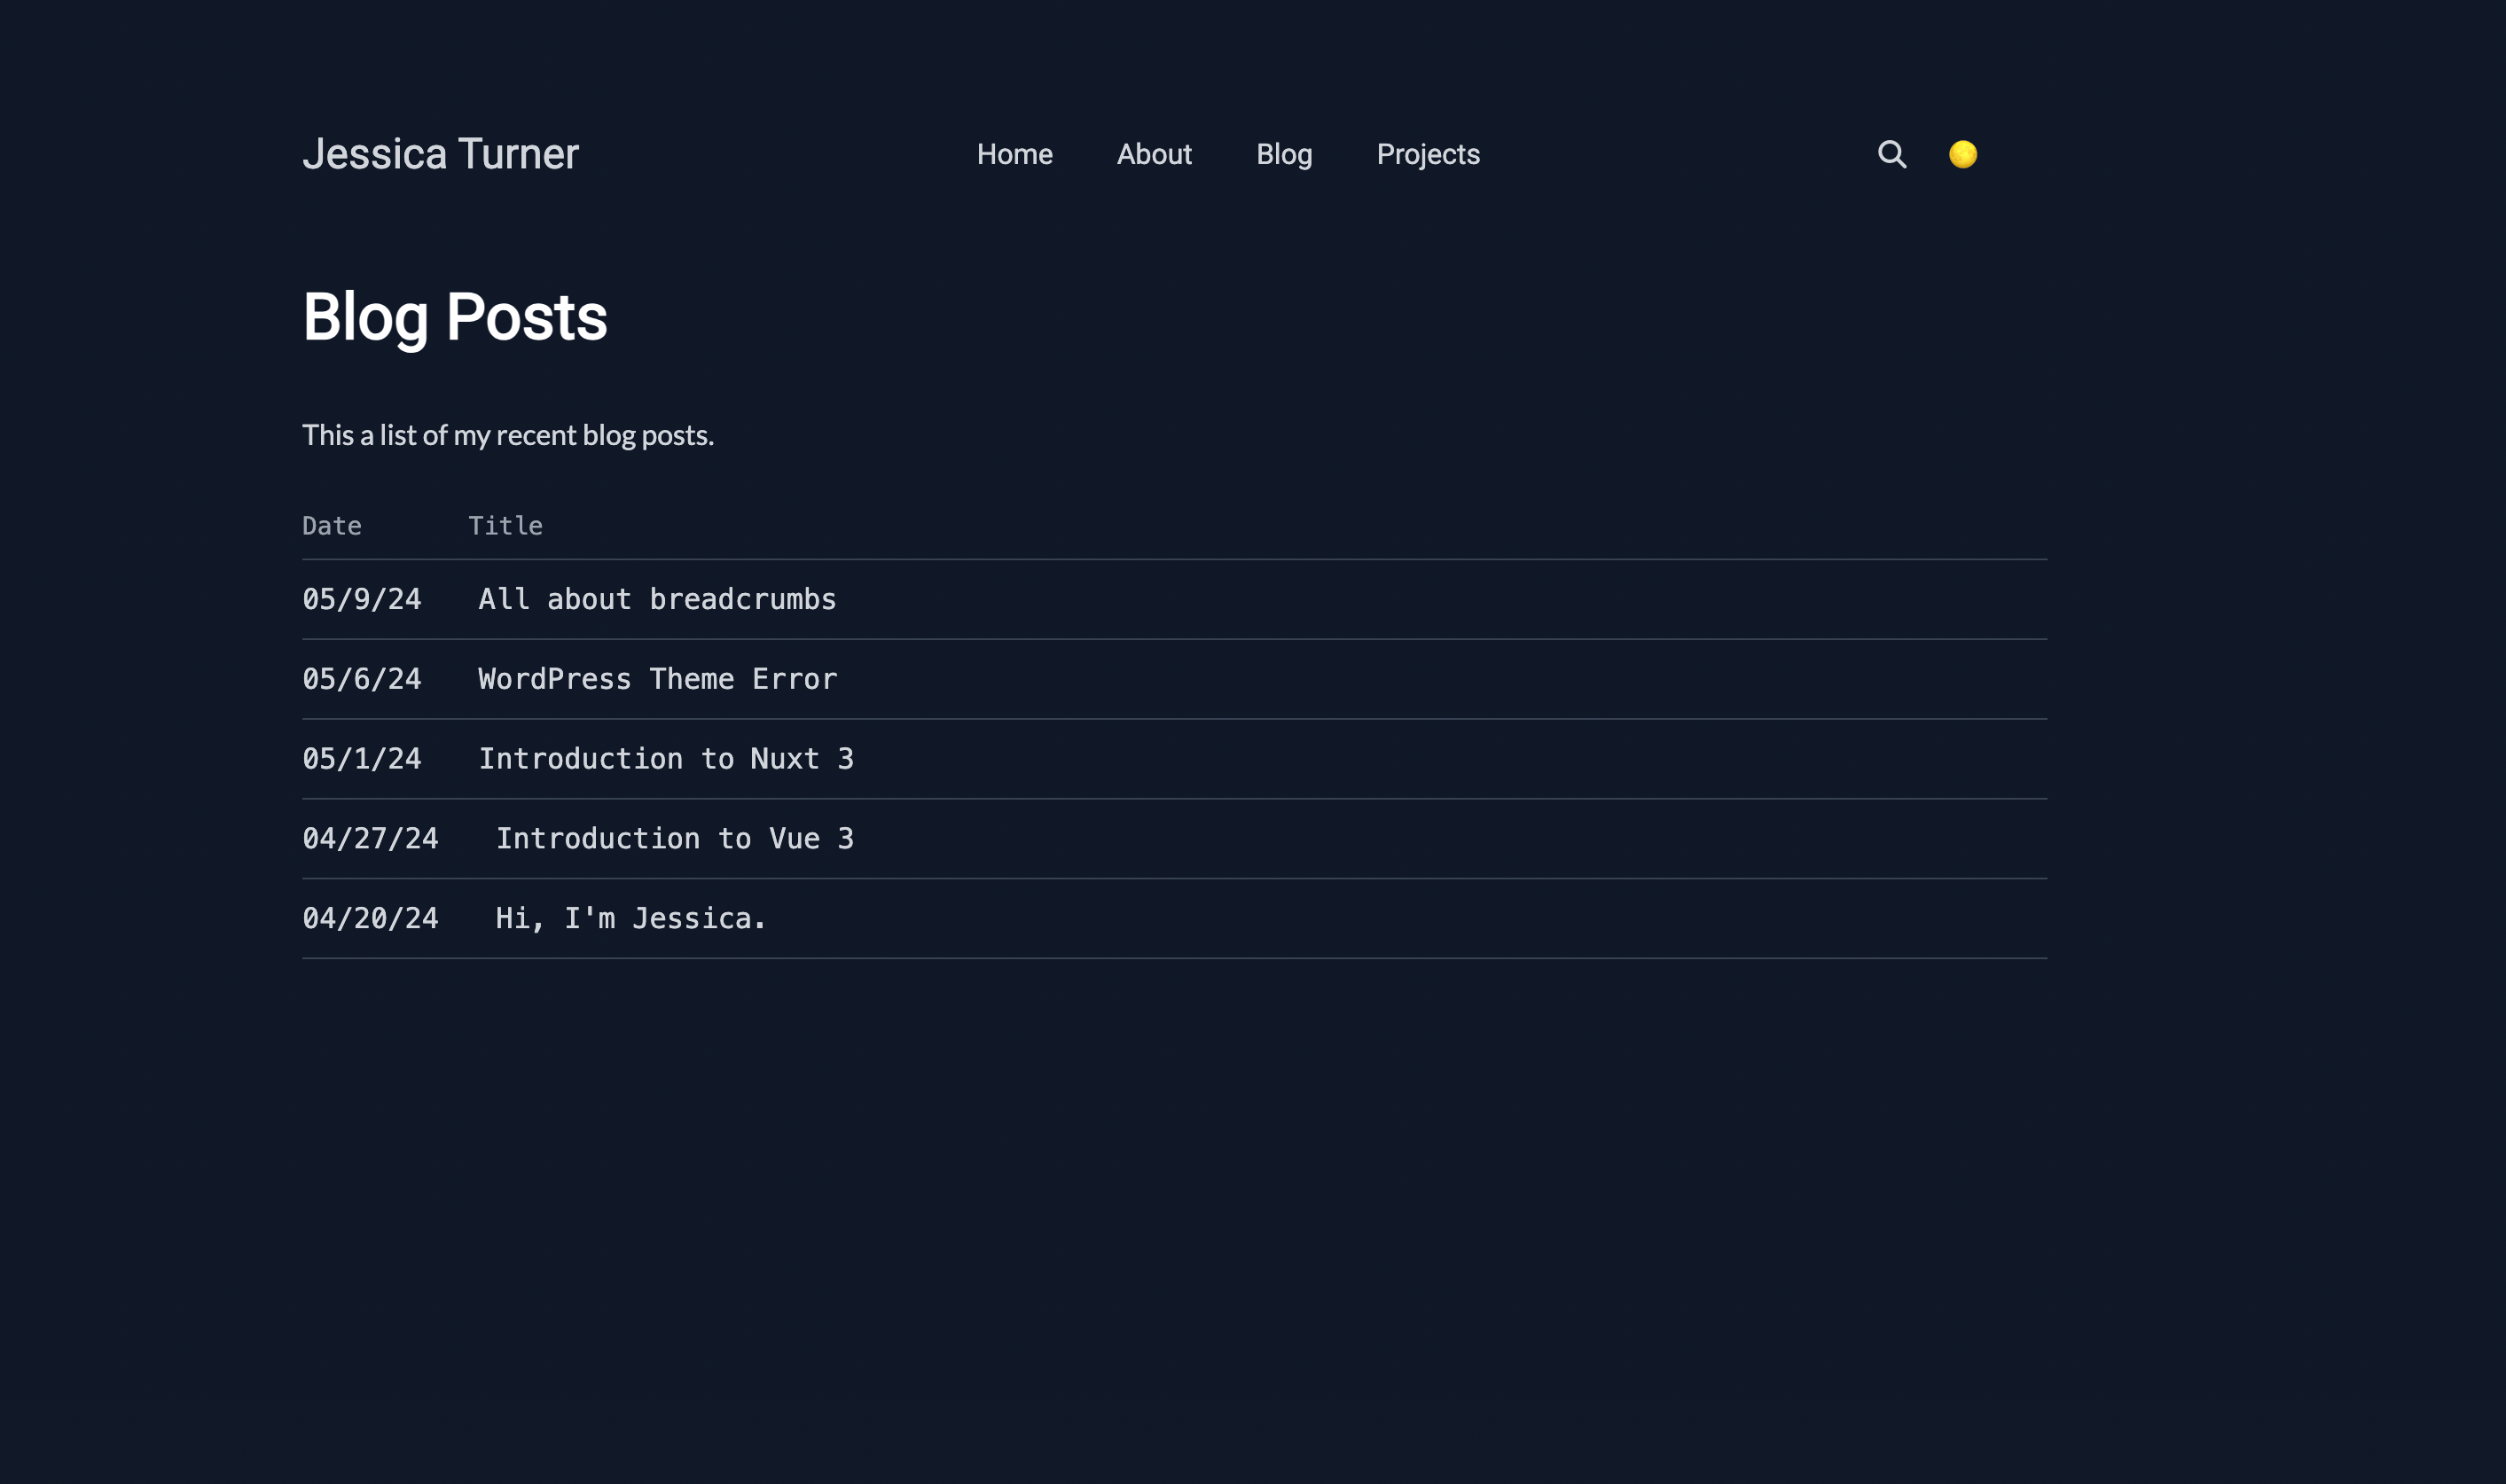 Jessica Turner Home About Blog Projects
Blog Posts
This a list of my recent blog posts.
Date Title
05/9/24 All about breadcrumbs
05/6/24 WordPress Theme Error
05/1/24 Introduction to Nuxt 3
04/27/24 Introduction to Vue 3
04/20/24 Hi, I'm Jessica.